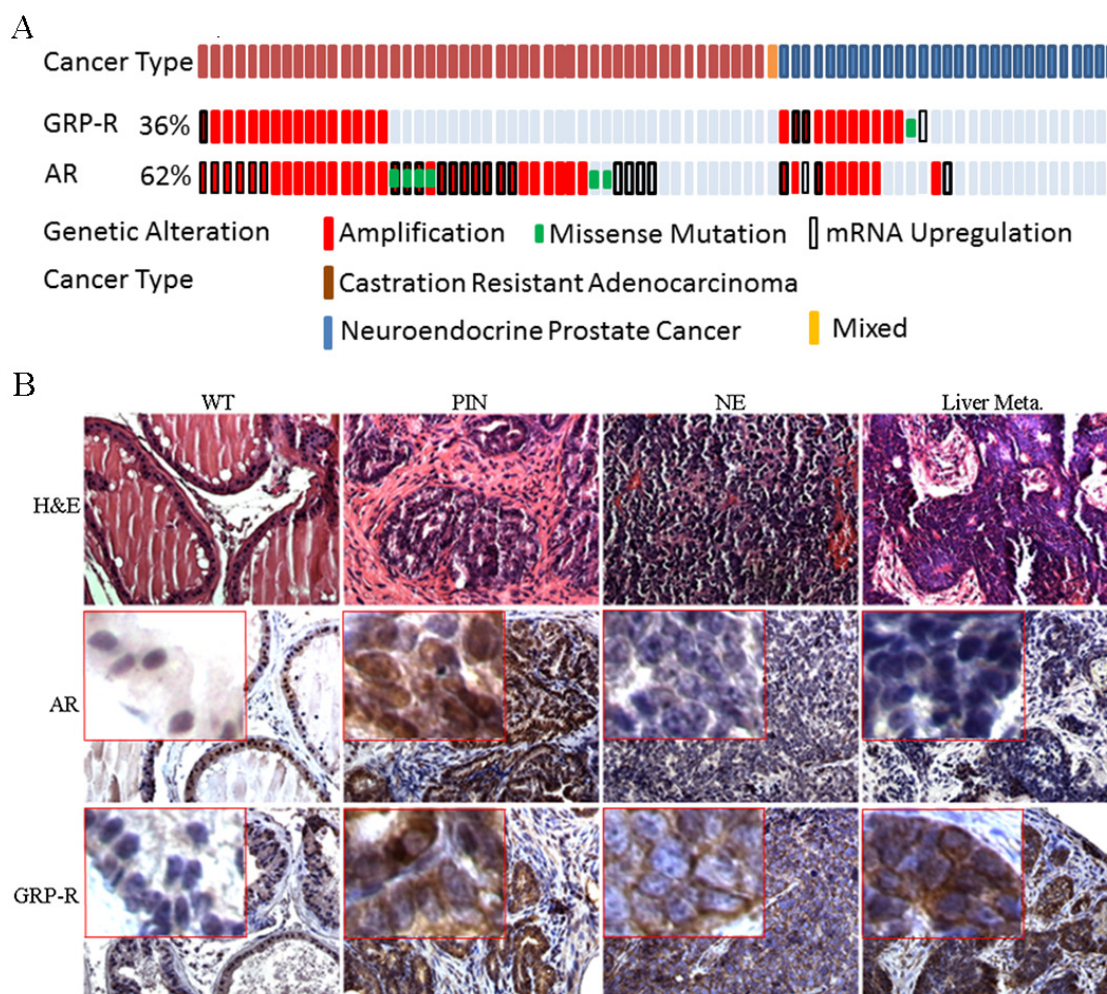 A
Cancer Type
GRP-R 36%
AR 62%
Genetic Alteration Amplification Missense Mutation mRNA Upregulation
Cancer Type Castration Resistant Adenocarcinoma
Neuroendocrine Prostate Cancer Mixed
B
WT PIN NE Liver Meta.
H&E
AR
GRP-R